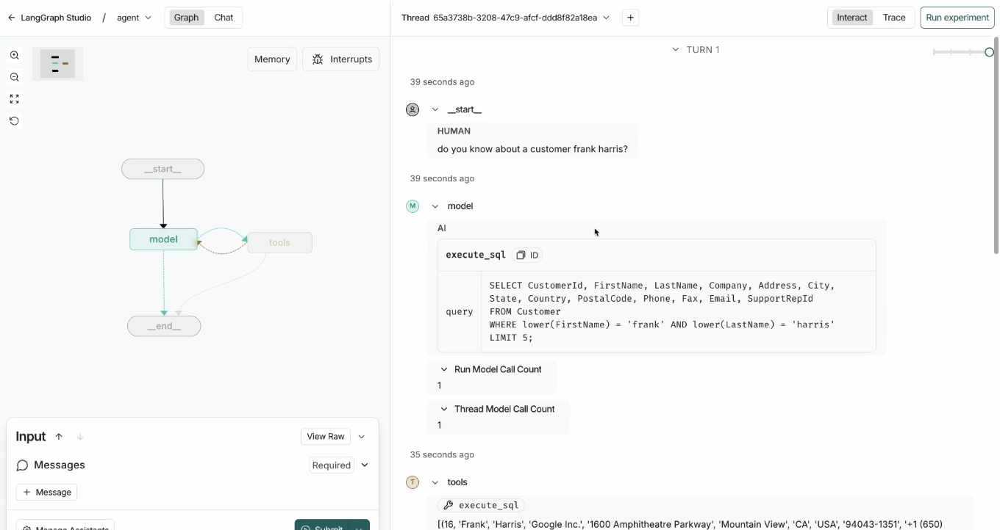 LangGraph Studio / agent
Graph Chat
Thread 65a3738b-3208-47c9-afcf-ddd8f82a18ea
+
Interact Trace
Run experiment
Memory
Interrupts
__start__
model
tools
__end__
Input
View Raw
Messages
Required
+ Message
Manage Assistants
Submit
TURN 1
39 seconds ago
__start__
HUMAN
do you know about a customer frank harris?
39 seconds ago
M model
AI
execute_sql ID
query
SELECT CustomerId, FirstName, LastName, Company, Address, City,
State, Country, PostalCode, Phone, Fax, Email, SupportRepId
FROM Customer
WHERE lower(FirstName) = 'frank' AND lower(LastName) = 'harris'
LIMIT 5;
Run Model Call Count
1
Thread Model Call Count
1
35 seconds ago
T tools
execute_sql
[(16, 'Frank', 'Harris', 'Google Inc.', '1600 Amphitheatre Parkway', 'Mountain View', 'CA', 'USA', '94043-1351', '+1 (650)